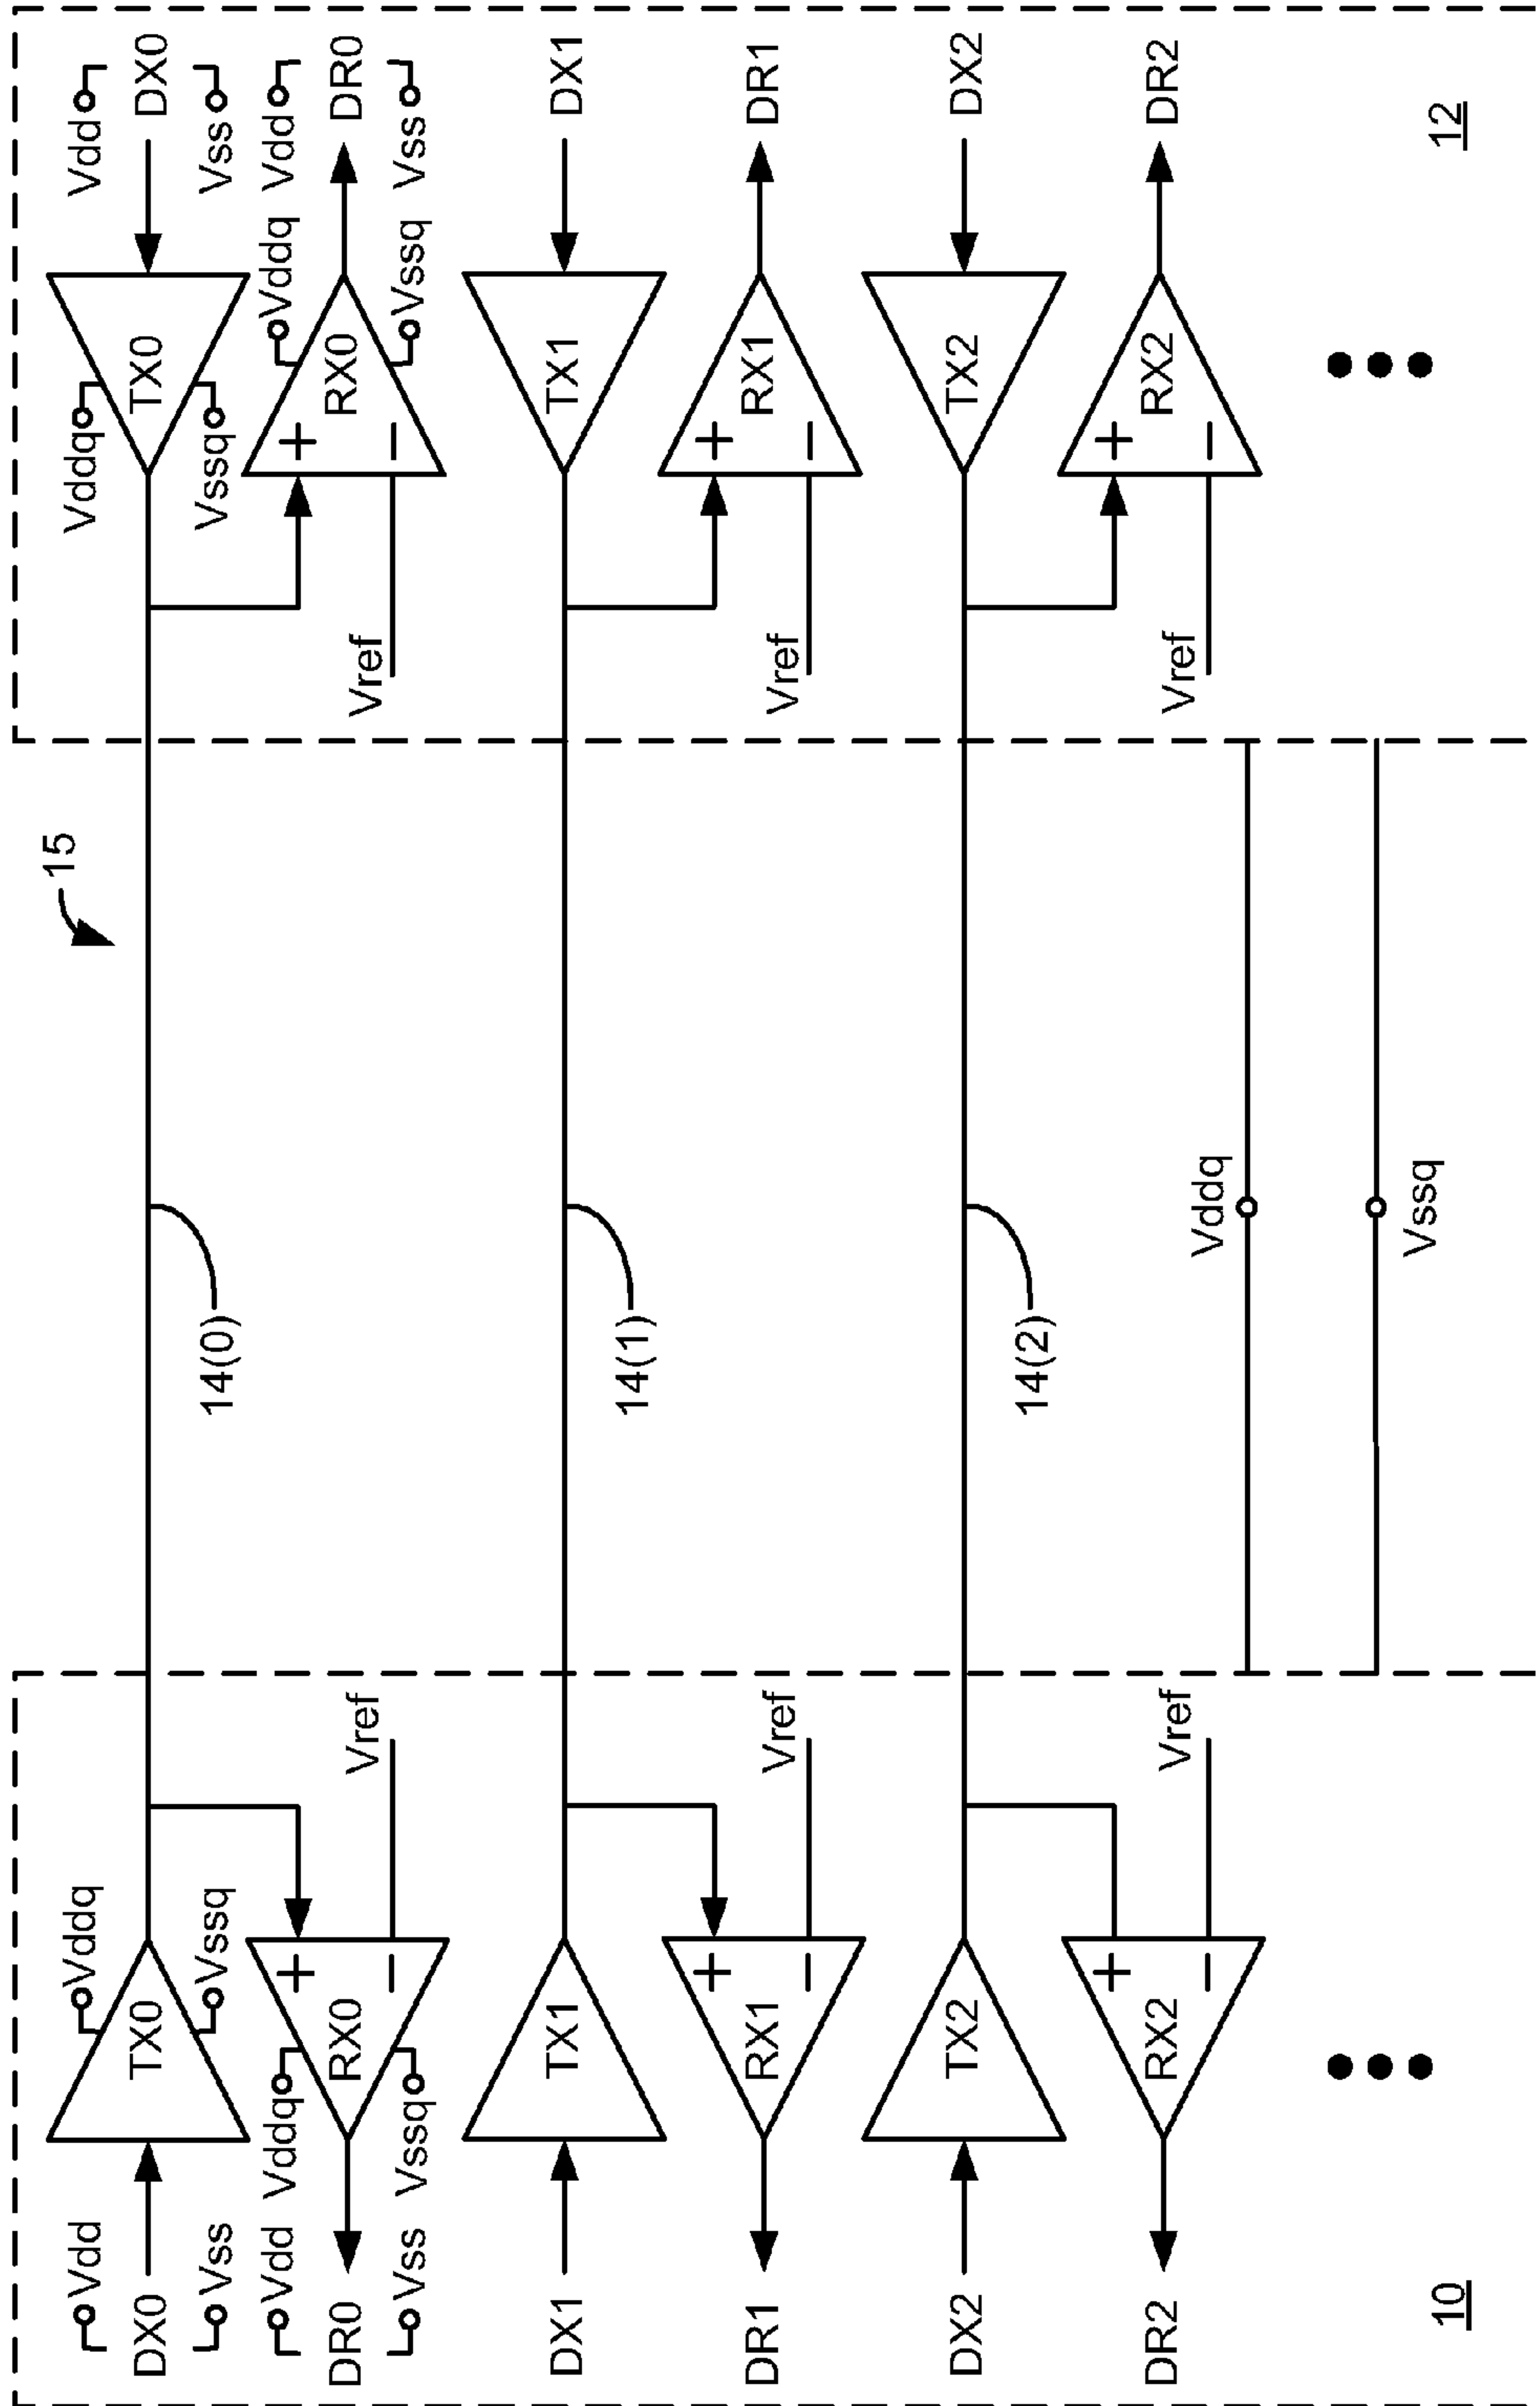 15
Vdd Vddq Vddq Vdd
DX0 TX0 TX0 DX0
Vss Vssq 14(0) Vssq Vss
Vdd Vddq + + Vddq Vdd
DR0 RX0 Vref Vref RX0 DR0
Vss Vssq − − Vssq Vss
DX1 TX1 TX1 DX1
14(1)
+ +
DR1 RX1 Vref Vref RX1 DR1
− −
DX2 TX2 TX2 DX2
14(2)
+ +
DR2 RX2 Vref Vref RX2 DR2
− −
Vddq
Vssq
10 12